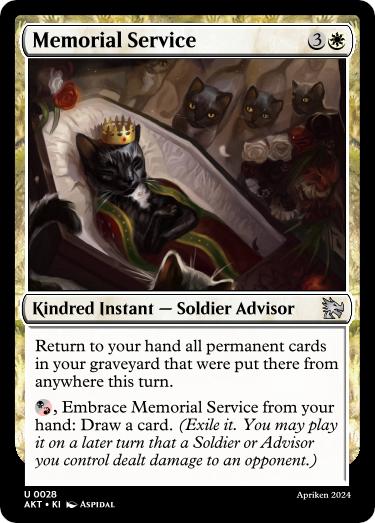 Memorial Service 3
Kindred Instant — Soldier Advisor
Return to your hand all permanent cards
in your graveyard that were put there from
anywhere this turn.
, Embrace Memorial Service from your
hand: Draw a card. (Exile it. You may play
it on a later turn that a Soldier or Advisor
you control dealt damage to an opponent.)
U 0028 Apriken 2024
AKT • KI Aspidal